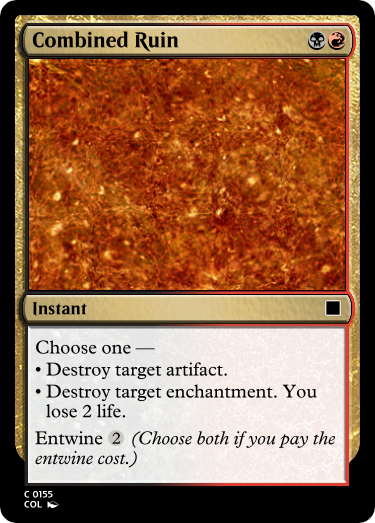 Combined Ruin
Instant
Choose one —
• Destroy target artifact.
• Destroy target enchantment. You
lose 2 life.
Entwine 2 (Choose both if you pay the
entwine cost.)
C 0155
COL